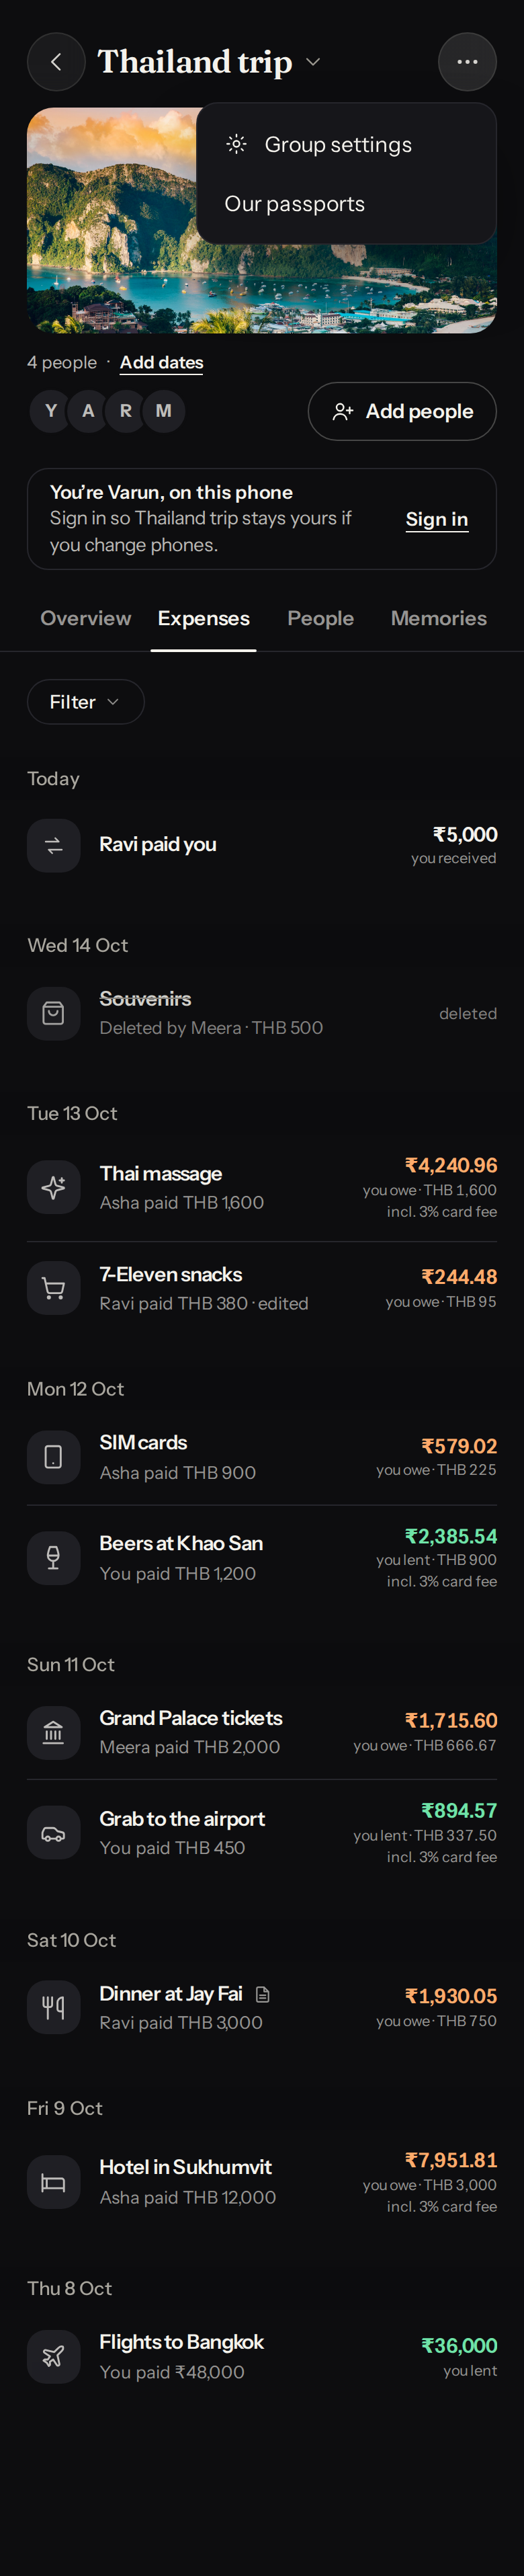 Thailand trip
Group settings
Our passports
4 people · Add dates
Y A R M
Add people
You're Varun, on this phone
Sign in so Thailand trip stays yours if
you change phones.
Sign in
Overview Expenses People Memories
Filter
Today
Ravi paid you
₹5,000
you received
Wed 14 Oct
Souvenirs
Deleted by Meera · THB 500
deleted
Tue 13 Oct
Thai massage
Asha paid THB 1,600
₹4,240.96
you owe · THB 1,600
incl. 3% card fee
7-Eleven snacks
Ravi paid THB 380 · edited
₹244.48
you owe · THB 95
Mon 12 Oct
SIM cards
Asha paid THB 900
₹579.02
you owe · THB 225
Beers at Khao San
You paid THB 1,200
₹2,385.54
you lent · THB 900
incl. 3% card fee
Sun 11 Oct
Grand Palace tickets
Meera paid THB 2,000
₹1,715.60
you owe · THB 666.67
Grab to the airport
You paid THB 450
₹894.57
you lent · THB 337.50
incl. 3% card fee
Sat 10 Oct
Dinner at Jay Fai
Ravi paid THB 3,000
₹1,930.05
you owe · THB 750
Fri 9 Oct
Hotel in Sukhumvit
Asha paid THB 12,000
₹7,951.81
you owe · THB 3,000
incl. 3% card fee
Thu 8 Oct
Flights to Bangkok
You paid ₹48,000
₹36,000
you lent